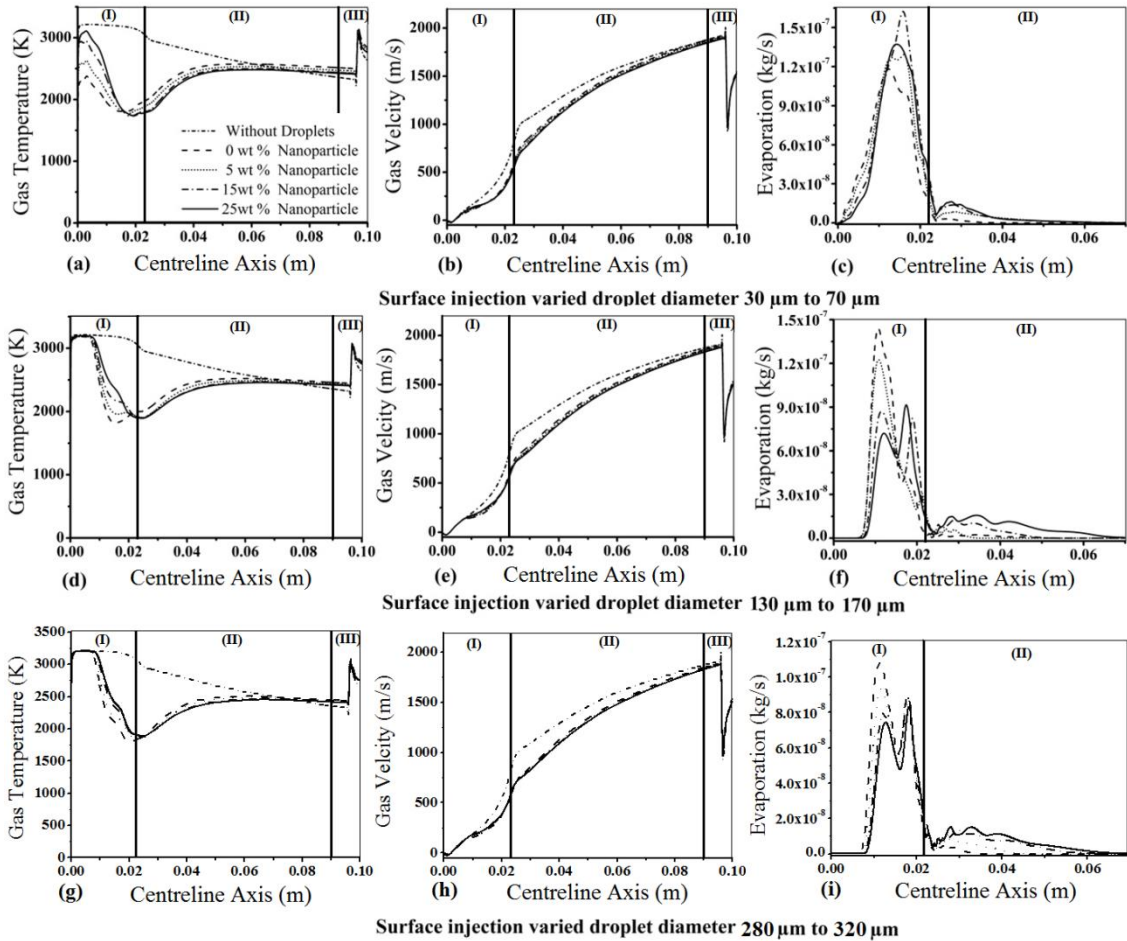 (I) (II) (III)
Gas Temperature (K)
3000
2000
1000
0
Without Droplets
0 wt % Nanoparticle
5 wt % Nanoparticle
15wt % Nanoparticle
25wt % Nanoparticle
0.00 0.02 0.04 0.06 0.08 0.10
(a) Centreline Axis (m)
(I) (II) (III)
Gas Velcity (m/s)
2000
1500
1000
500
0
0.00 0.02 0.04 0.06 0.08 0.10
(b) Centreline Axis (m)
(I) (II)
Evaporation (kg/s)
1.5x10-7
1.2x10-7
9.0x10-8
6.0x10-8
3.0x10-8
0.0
0.00 0.02 0.04 0.06
(c) Centreline Axis (m)
Surface injection varied droplet diameter 30 µm to 70 µm
(I) (II) (III)
Gas Temperature (K)
3000
2000
1000
0
0.00 0.02 0.04 0.06 0.08 0.10
(d) Centreline Axis (m)
(I) (II) (III)
Gas Velcity (m/s)
2000
1500
1000
500
0
0.00 0.02 0.04 0.06 0.08 0.10
(e) Centreline Axis (m)
(I) (II)
Evaporation (kg/s)
1.5x10-7
1.2x10-7
9.0x10-8
6.0x10-8
3.0x10-8
0.0
0.00 0.02 0.04 0.06
(f) Centreline Axis (m)
Surface injection varied droplet diameter 130 µm to 170 µm
(I) (II) (III)
Gas Temperature (K)
3500
3000
2500
2000
1500
1000
500
0
0.00 0.02 0.04 0.06 0.08 0.10
(g) Centreline Axis (m)
(I) (II) (III)
Gas Velcity (m/s)
2000
1500
1000
500
0
0.00 0.02 0.04 0.06 0.08 0.10
(h) Centreline Axis (m)
(I) (II)
Evaporation (kg/s)
1.2x10-7
1.0x10-7
8.0x10-8
6.0x10-8
4.0x10-8
2.0x10-8
0.0
0.00 0.02 0.04 0.06
(i) Centreline Axis (m)
Surface injection varied droplet diameter 280 µm to 320 µm